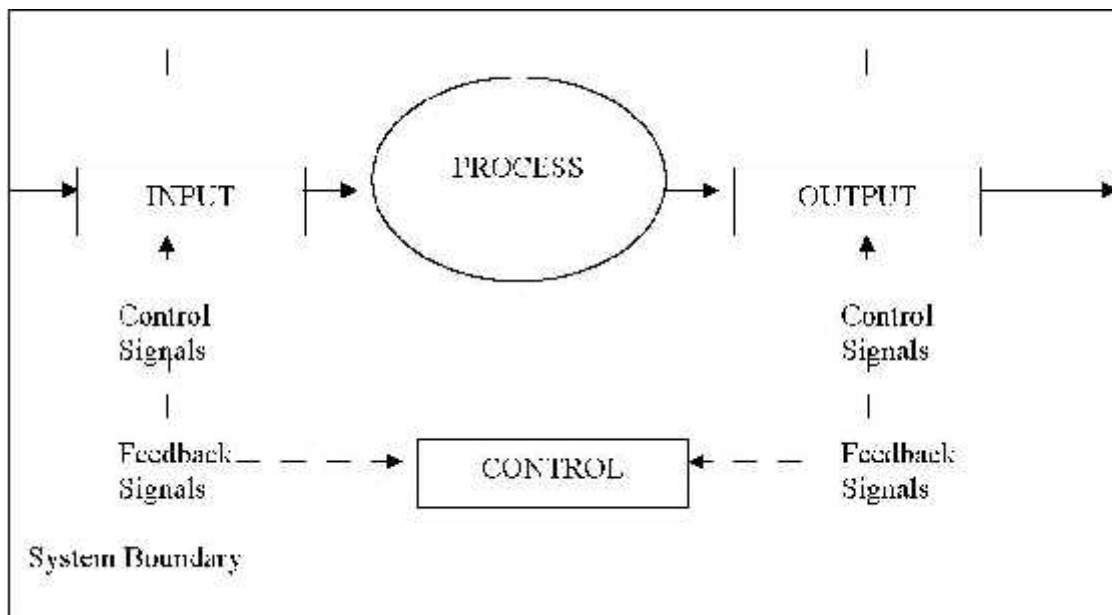 PROCESS
INPUT
OUTPUT
Control
Signals
Control
Signals
Feedback
Signals
CONTROL
Feedback
Signals
System Boundary